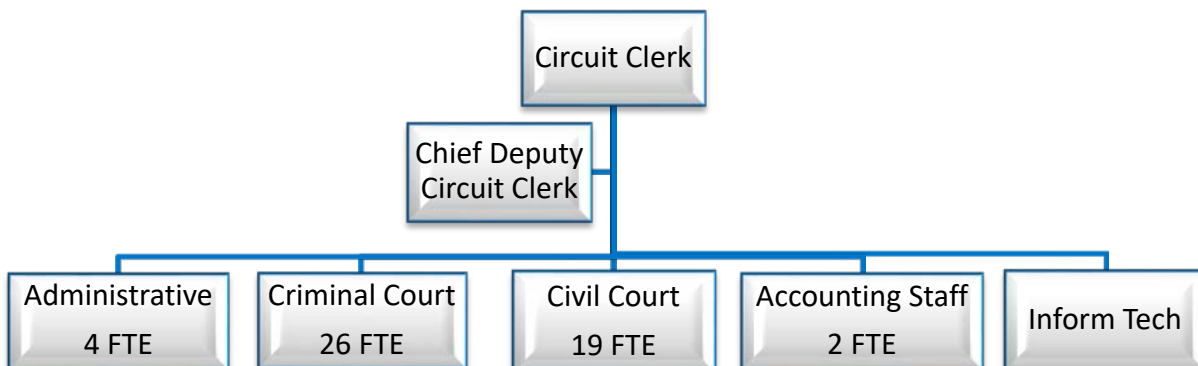 Circuit Clerk
Chief Deputy
Circuit Clerk
Administrative
4 FTE
Criminal Court
26 FTE
Civil Court
19 FTE
Accounting Staff
2 FTE
Inform Tech